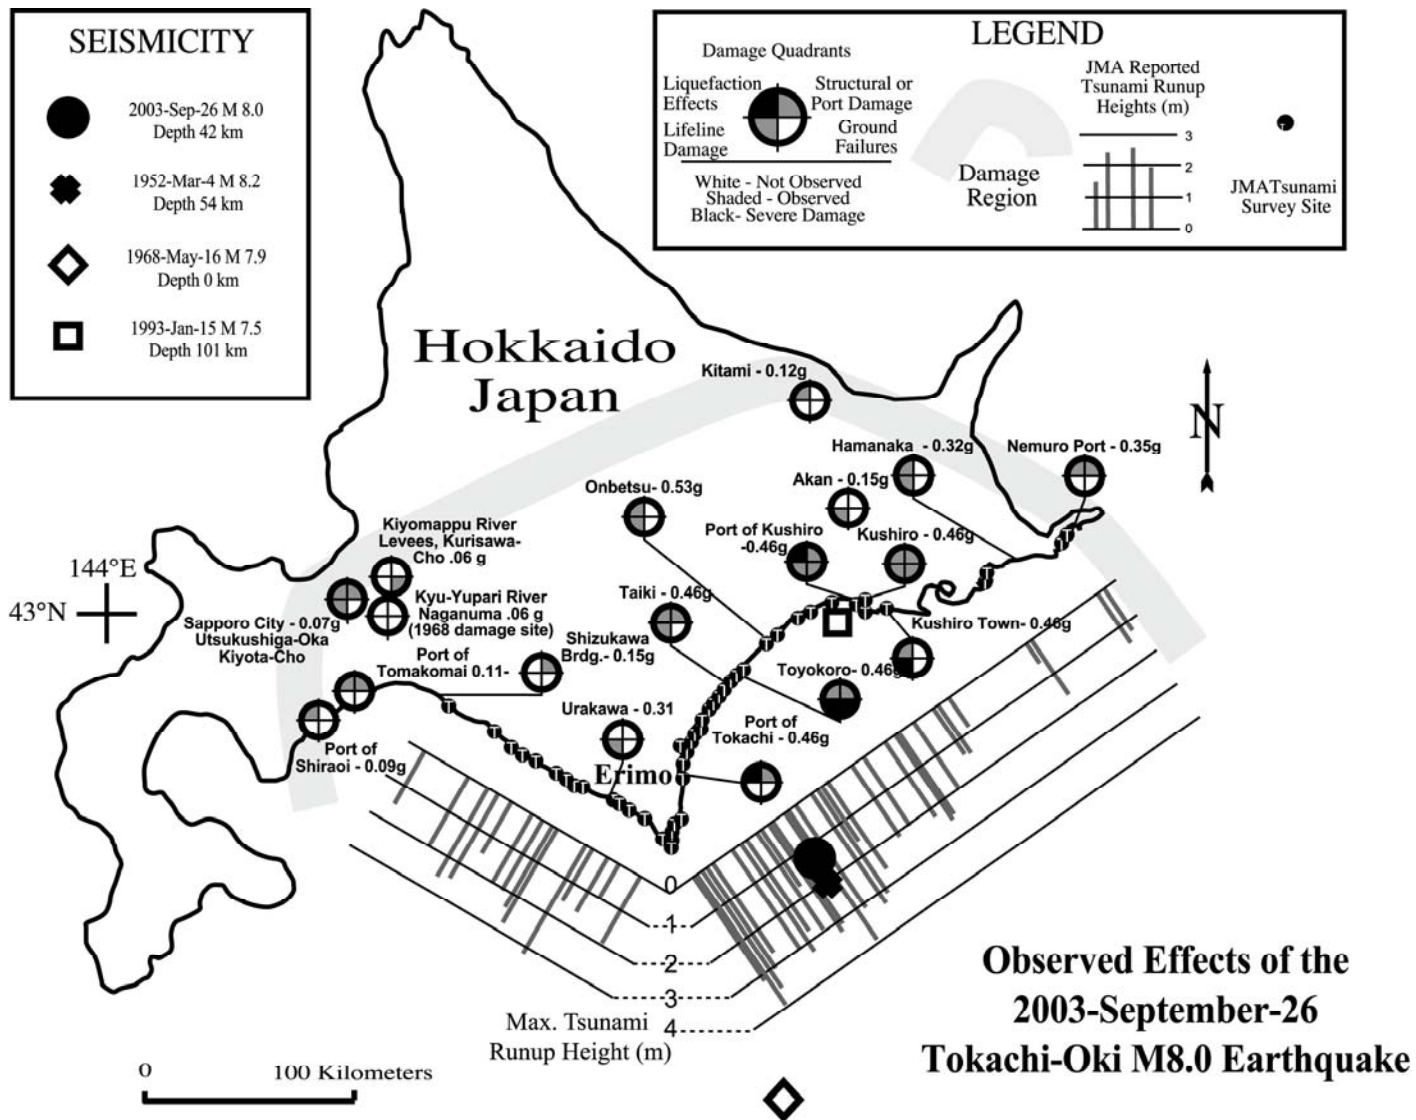 SEISMICITY
2003-Sep-26 M 8.0
Depth 42 km
1952-Mar-4 M 8.2
Depth 54 km
1968-May-16 M 7.9
Depth 0 km
1993-Jan-15 M 7.5
Depth 101 km
LEGEND
Damage Quadrants
Liquefaction
Effects
Structural or
Port Damage
Lifeline
Damage
Ground
Failures
White - Not Observed
Shaded - Observed
Black- Severe Damage
Damage
Region
JMA Reported
Tsunami Runup
Heights (m)
3
2
1
0
JMATsunami
Survey Site
Hokkaido
Japan
N
144°E
43°N
Kitami - 0.12g
Hamanaka - 0.32g
Nemuro Port - 0.35g
Onbetsu- 0.53g
Akan - 0.15g
Port of Kushiro
-0.46g
Kushiro - 0.46g
Kiyomappu River
Levees, Kurisawa-
Cho .06 g
Kyu-Yupari River
Naganuma .06 g
(1968 damage site)
Sapporo City - 0.07g
Utsukushiga-Oka
Kiyota-Cho
Taiki - 0.46g
Kushiro Town- 0.46g
Shizukawa
Brdg.- 0.15g
Port of
Tomakomai 0.11-
Toyokoro- 0.46g
Urakawa - 0.31
Port of
Tokachi - 0.46g
Port of
Shiraoi - 0.09g
Erimo
0
1
2
3
4
Max. Tsunami
Runup Height (m)
Observed Effects of the
2003-September-26
Tokachi-Oki M8.0 Earthquake
0
100 Kilometers